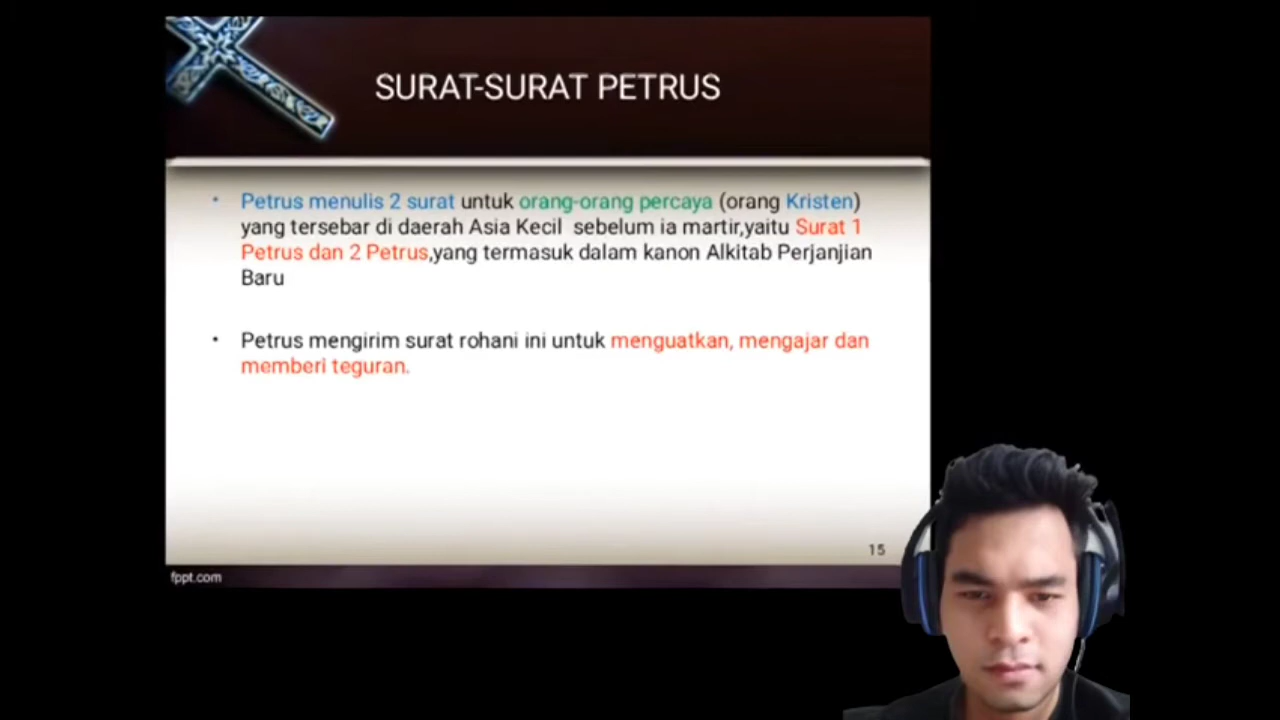 SURAT-SURAT PETRUS
• Petrus menulis 2 surat untuk orang-orang percaya (orang Kristen)
yang tersebar di daerah Asia Kecil  sebelum ia martir,yaitu Surat 1
Petrus dan 2 Petrus,yang termasuk dalam kanon Alkitab Perjanjian
Baru
• Petrus mengirim surat rohani ini untuk menguatkan, mengajar dan
memberi teguran.
15
fppt.com